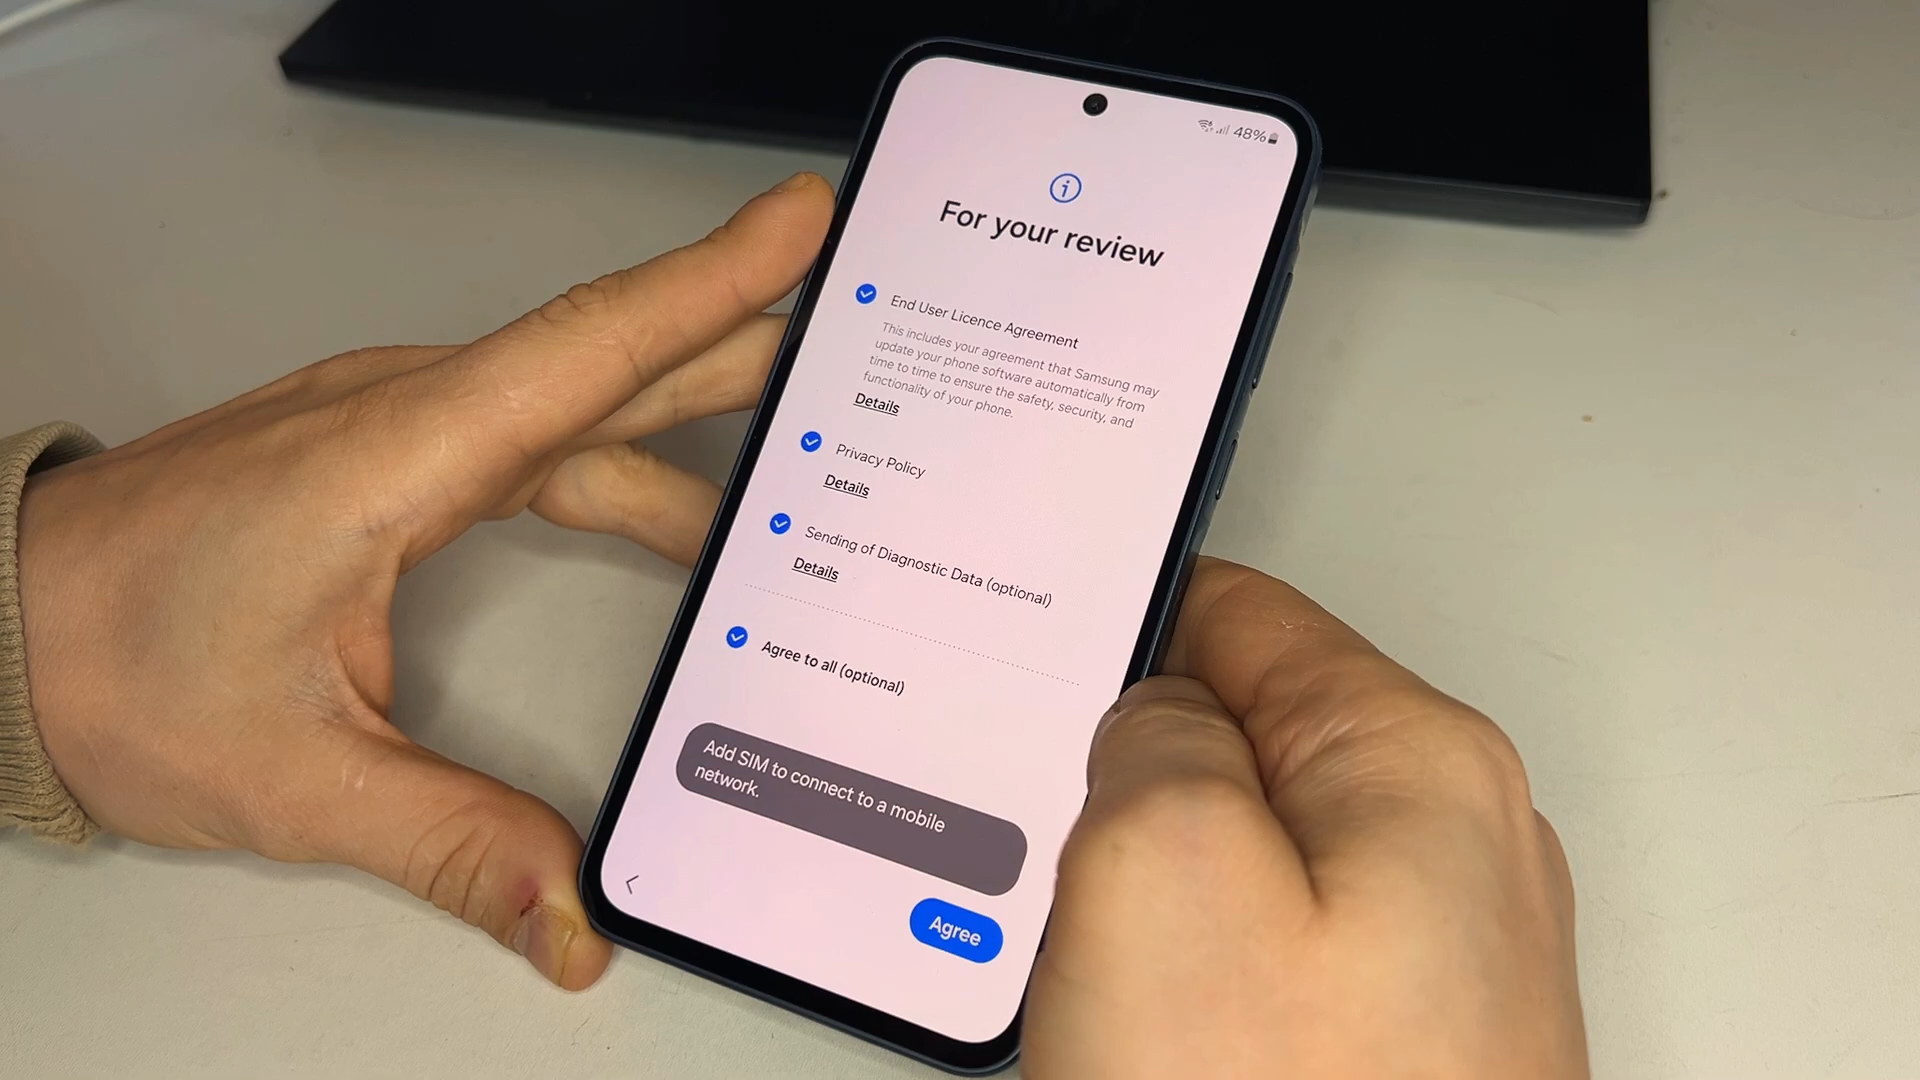 48%
For your review
End User Licence Agreement
This includes your agreement that Samsung may
update your phone software automatically from
time to time to ensure the safety, security, and
functionality of your phone.
Details
Privacy Policy
Details
Sending of Diagnostic Data (optional)
Details
Agree to all (optional)
Add SIM to connect to a mobile
network.
Agree